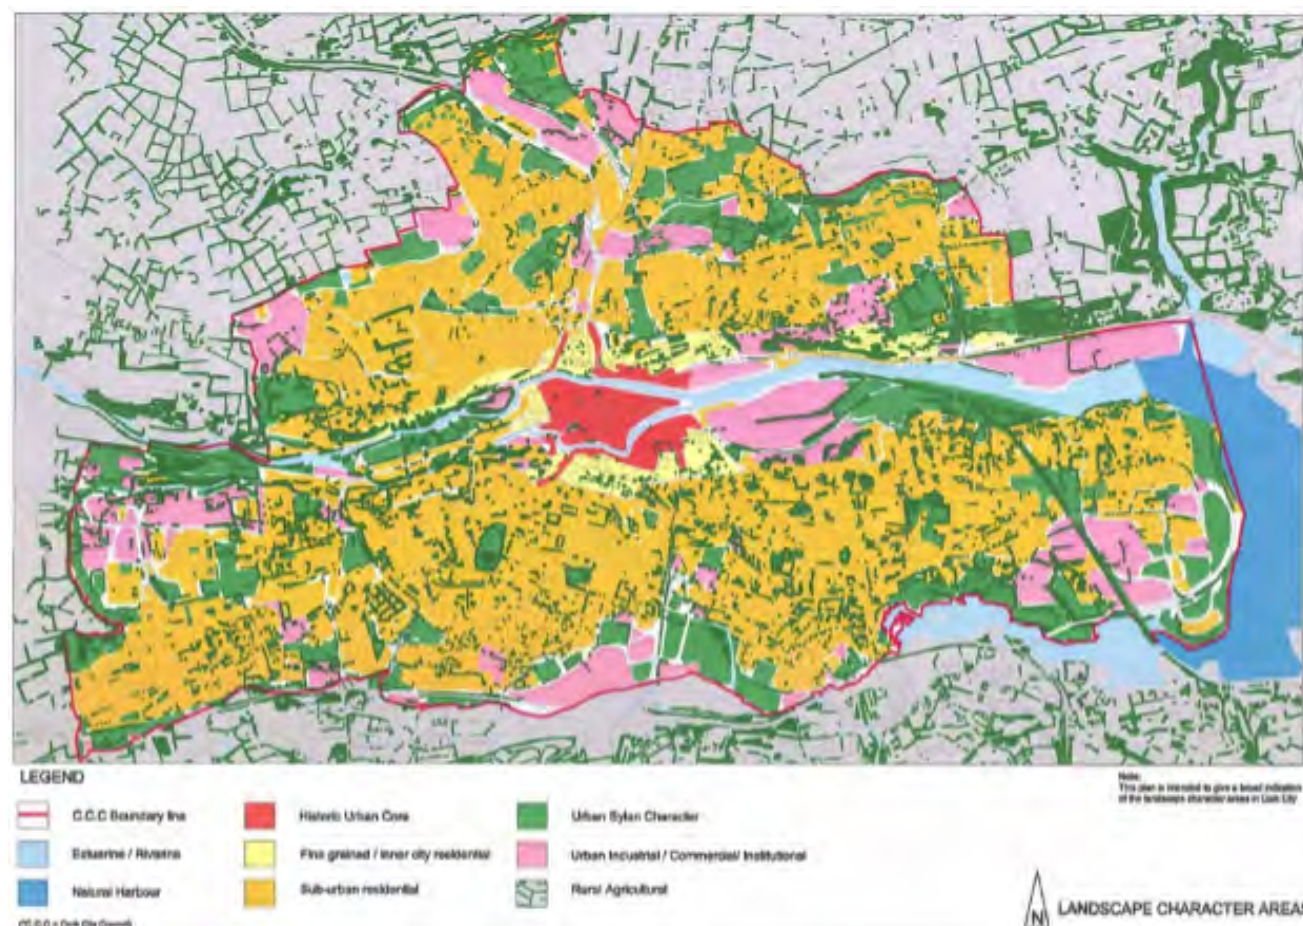 LEGEND
C.C.C Boundary line
Historic Urban Core
Urban Sylan Character
Estuarine / Riverine
Fine grained / inner city residential
Urban Industrial / Commercial/ Institutional
Natural Harbour
Sub-urban residential
Rural Agricultural
Note:
This plan is intended to give a broad indication
of the landscape character areas in Cork City
N
LANDSCAPE CHARACTER AREAS